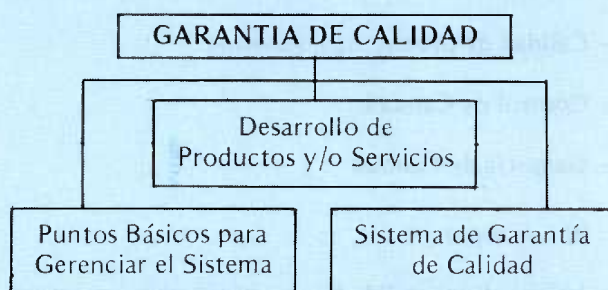 GARANTIA DE CALIDAD
Desarrollo de
Productos y/o Servicios
Puntos Básicos para
Gerenciar el Sistema
Sistema de Garantía
de Calidad